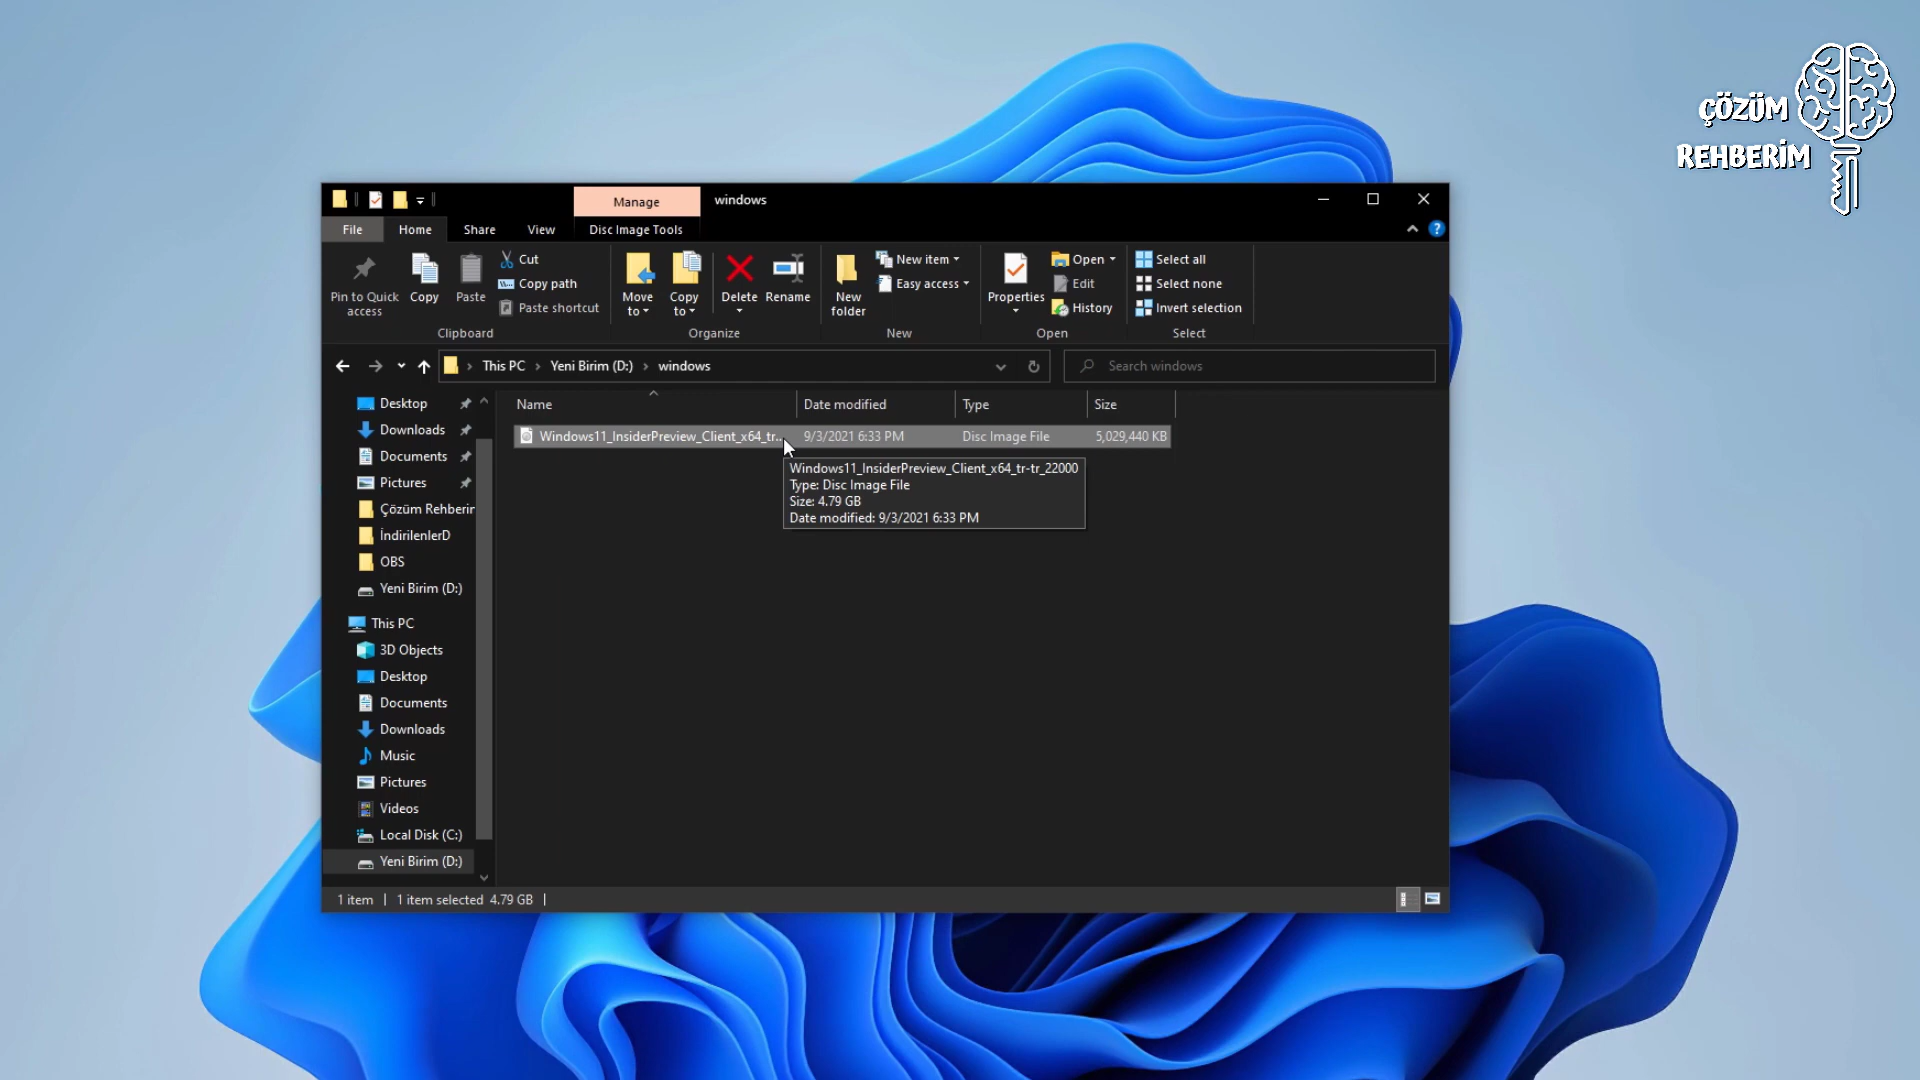 ÇÖZÜM
REHBERİM
Manage
windows
File
Home
Share
View
Disc Image Tools
Pin to Quick access
Copy
Paste
Cut
Copy path
Paste shortcut
Clipboard
Move to
Copy to
Delete
Rename
Organize
New folder
New item
Easy access
New
Properties
Open
Edit
History
Open
Select all
Select none
Invert selection
Select
This PC > Yeni Birim (D:) > windows
Search windows
Desktop
Downloads
Documents
Pictures
Çözüm Rehberin
İndirilenlerD
OBS
Yeni Birim (D:)
This PC
3D Objects
Desktop
Documents
Downloads
Music
Pictures
Videos
Local Disk (C:)
Yeni Birim (D:)
Name Date modified Type Size
Windows11_InsiderPreview_Client_x64_tr... 9/3/2021 6:33 PM Disc Image File 5,029,440 KB
Windows11_InsiderPreview_Client_x64_tr-tr_22000
Type: Disc Image File
Size: 4.79 GB
Date modified: 9/3/2021 6:33 PM
1 item | 1 item selected 4.79 GB |